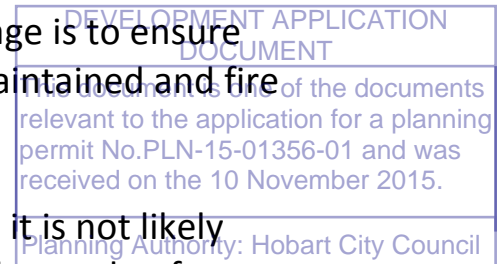 DEVELOPMENT APPLICATION
DOCUMENT
This document is one of the documents
relevant to the application for a planning
permit No.PLN-15-01356-01 and was
received on the 10 November 2015.
Planning Authority: Hobart City Council
age is to ensure
aintained and fire
it is not likely